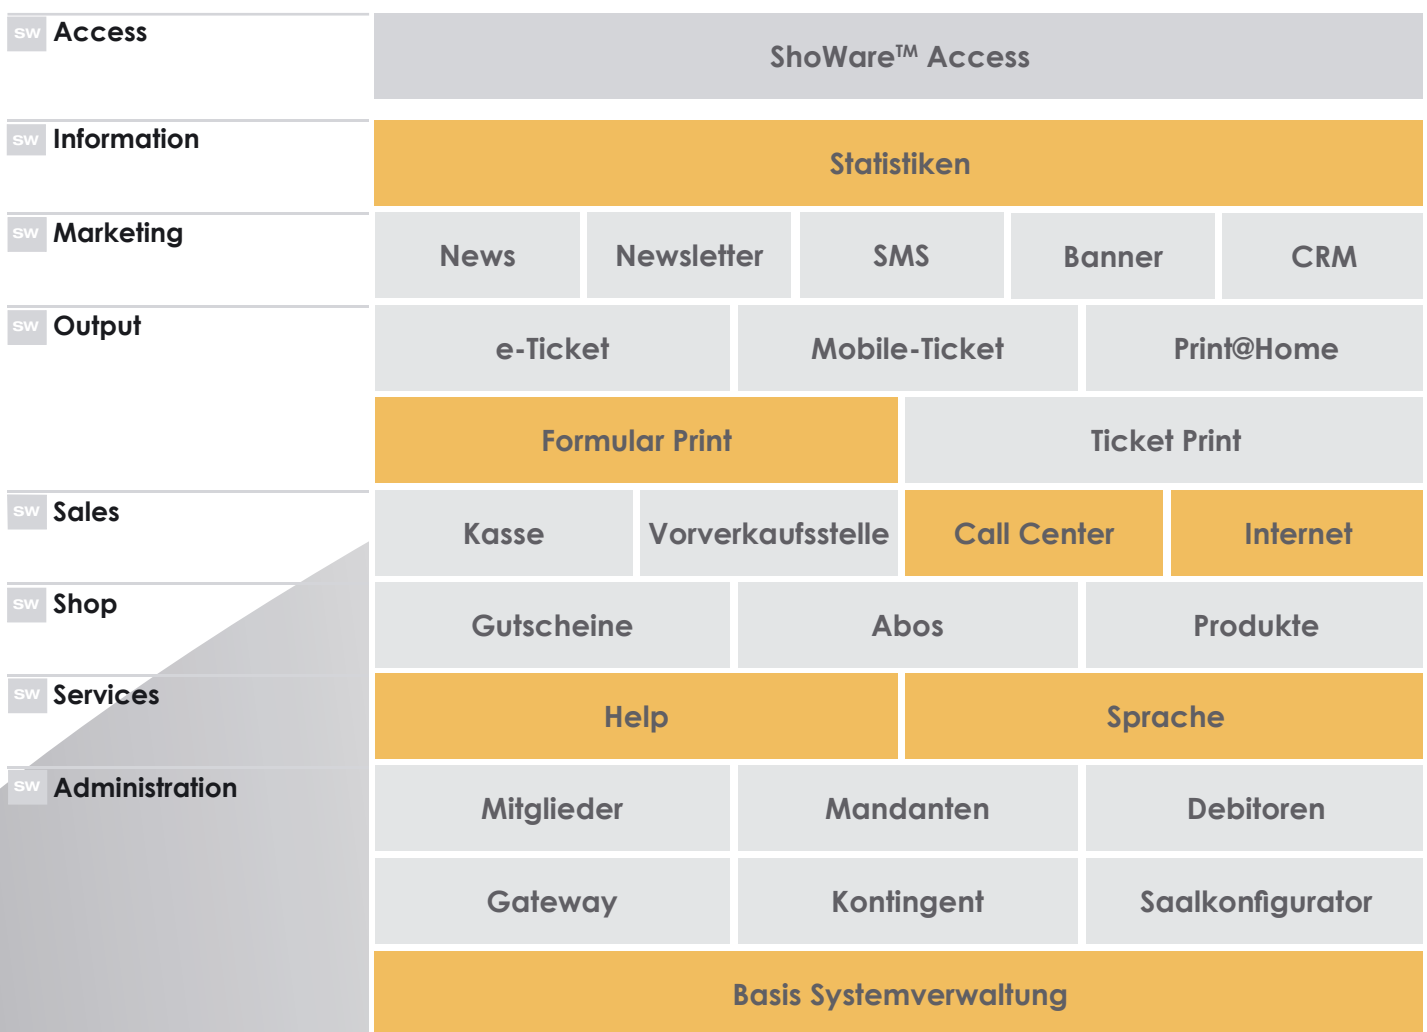 SW Access
ShoWare™ Access
SW Information
Statistiken
SW Marketing
News Newsletter SMS Banner CRM
SW Output
e-Ticket Mobile-Ticket Print@Home
Formular Print Ticket Print
SW Sales
Kasse Vorverkaufsstelle Call Center Internet
SW Shop
Gutscheine Abos Produkte
SW Services
Help Sprache
SW Administration
Mitglieder Mandanten Debitoren
Gateway Kontingent Saalkonfigurator
Basis Systemverwaltung